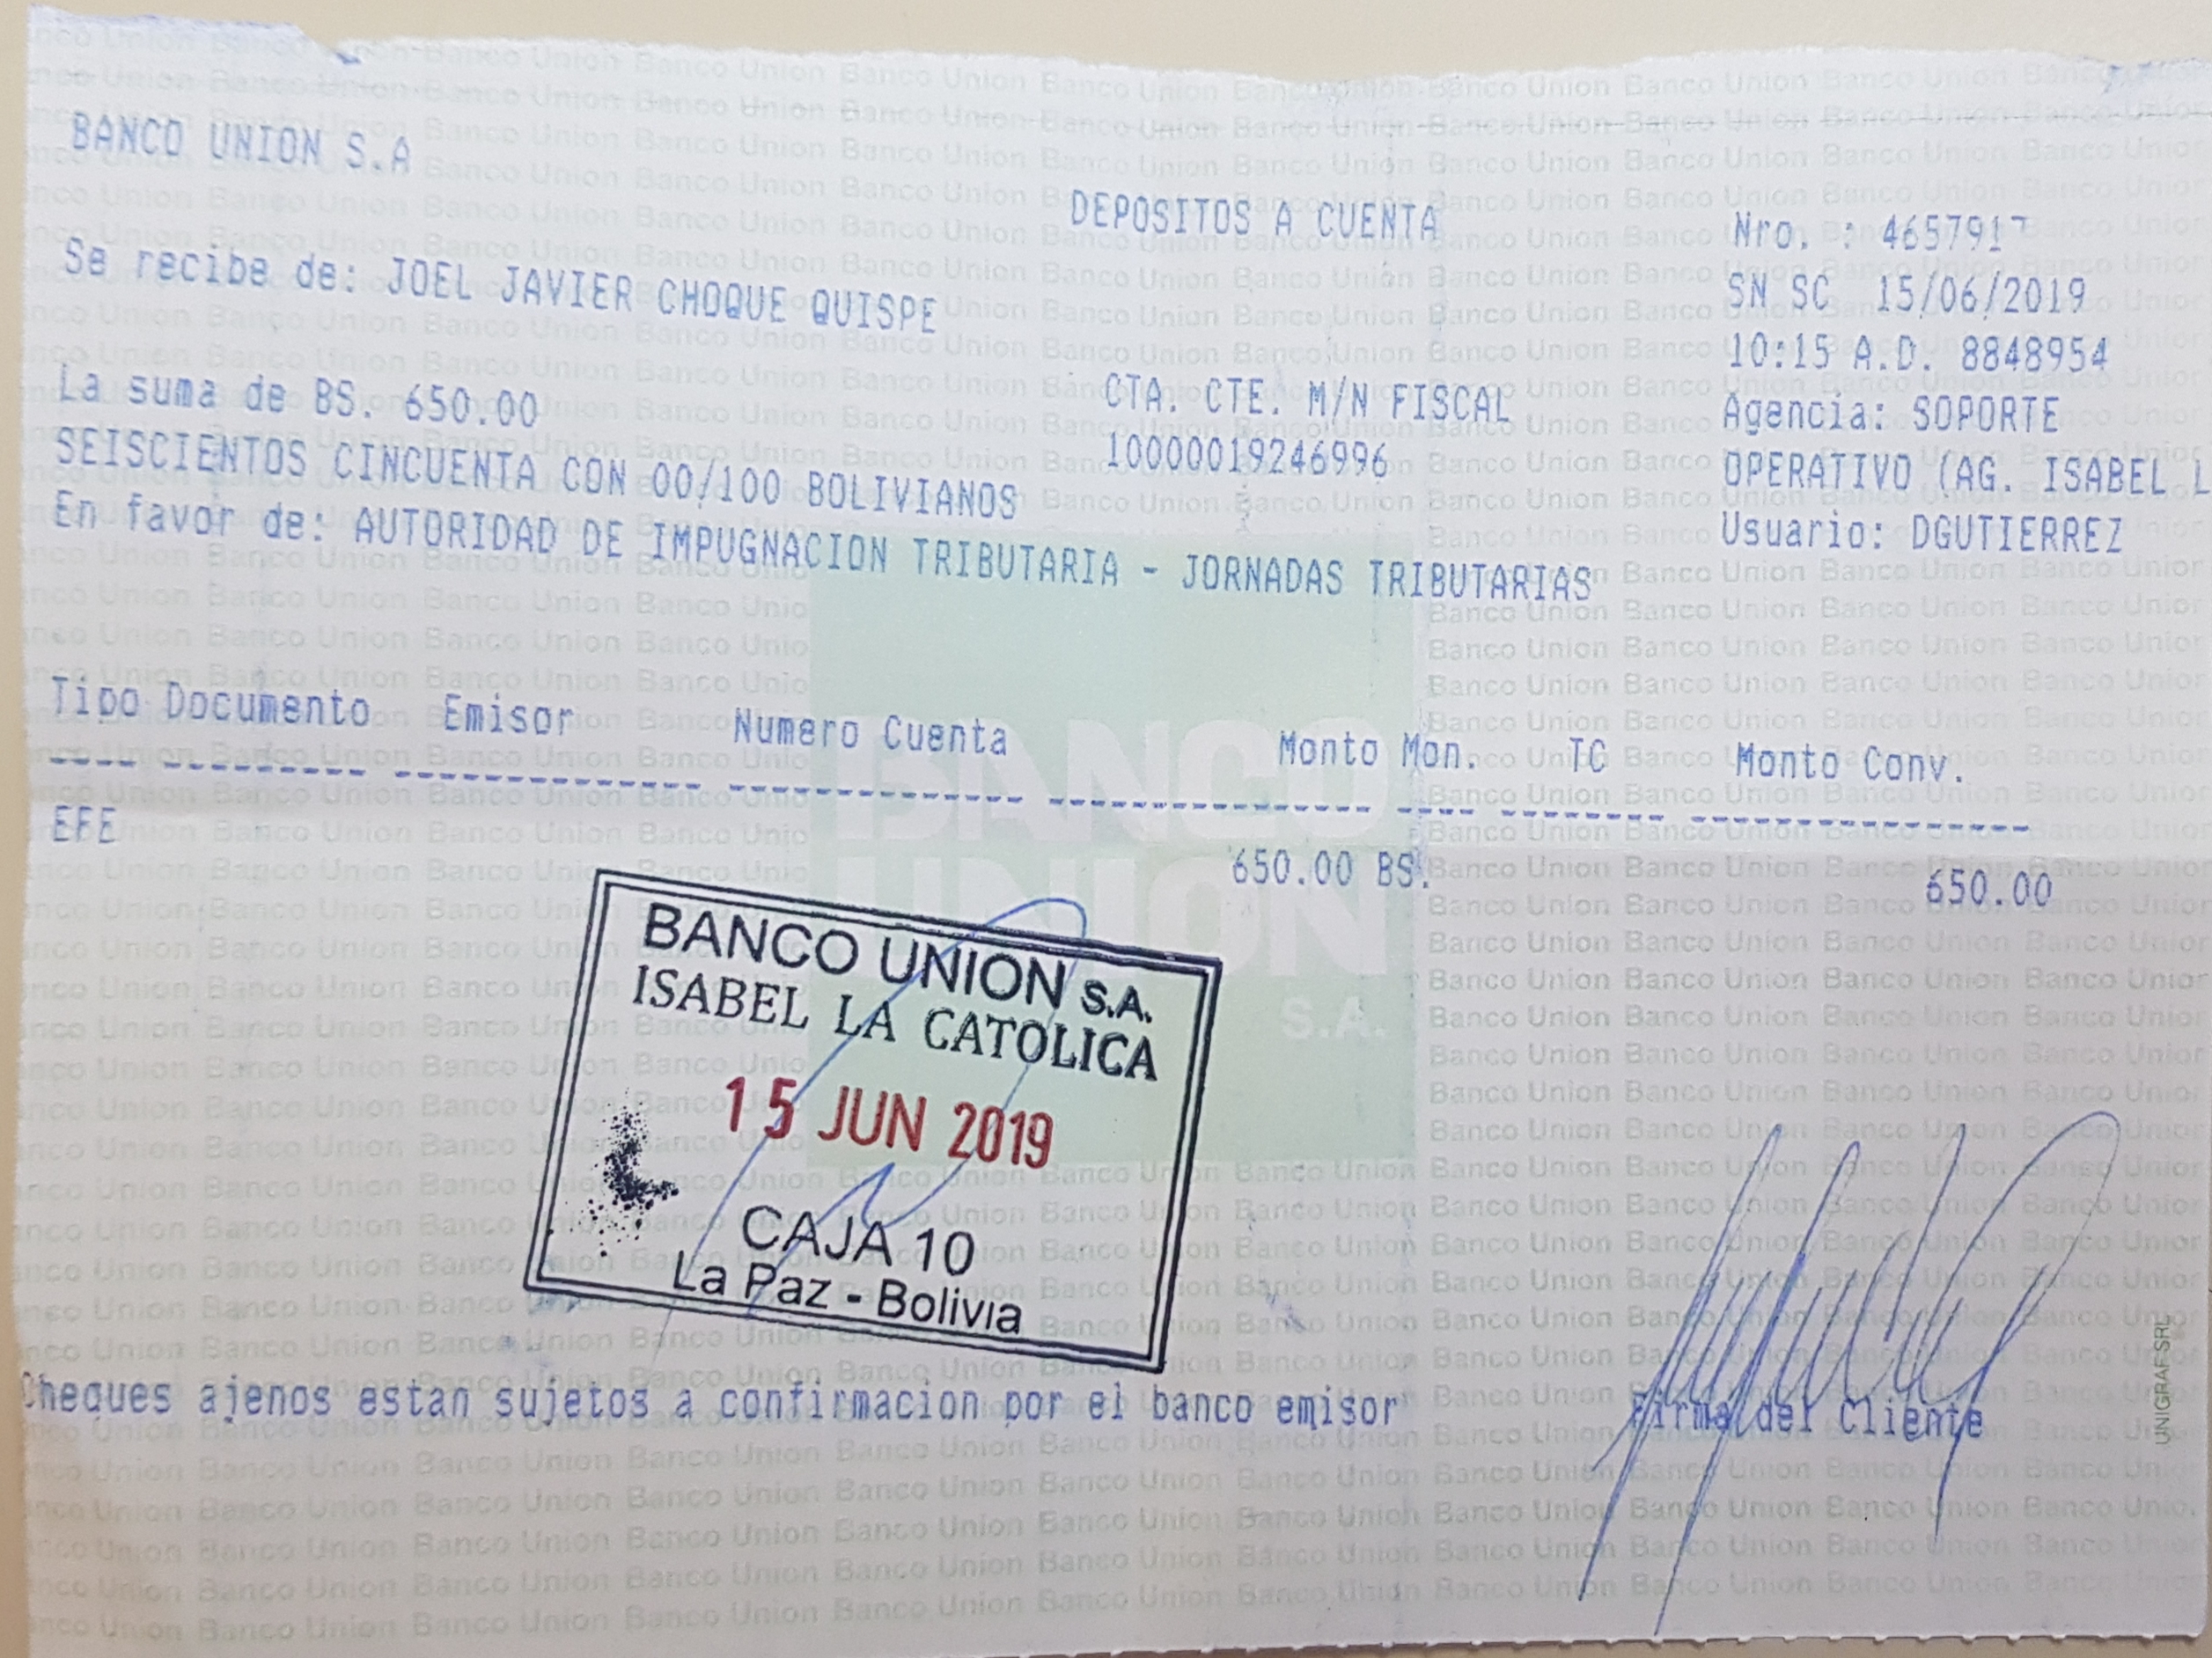 BANCO UNION S.A
DEPOSITOS A CUENTA
Nro. : 4657917
Se recibe de: JOEL JAVIER CHOQUE QUISPE
SN SC 15/06/2019
10:15 A.D. 8848954
La suma de BS. 650.00
CTA. CTE. M/N FISCAL
Agencia: SOPORTE
SEISCIENTOS CINCUENTA CON 00/100 BOLIVIANOS
10000019246996
OPERATIVO (AG. ISABEL L
En favor de: AUTORIDAD DE IMPUGNACION TRIBUTARIA - JORNADAS TRIBUTARIAS
Usuario: DGUTIERREZ
Tipo Documento Emisor Numero Cuenta Monto Mon. TC Monto Conv.
EFE 650.00 BS. 650.00
BANCO UNION S.A.
BANCO UNION S.A.
ISABEL LA CATOLICA
15 JUN 2019
CAJA 10
La Paz - Bolivia
Cheques ajenos estan sujetos a confirmacion por el banco emisor
Firma del Cliente
UNIGRAF SRL